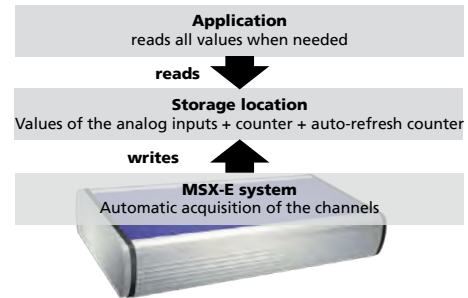 Application
reads all values when needed
reads
Storage location
Values of the analog inputs + counter + auto-refresh counter
writes
MSX-E system
Automatic acquisition of the channels